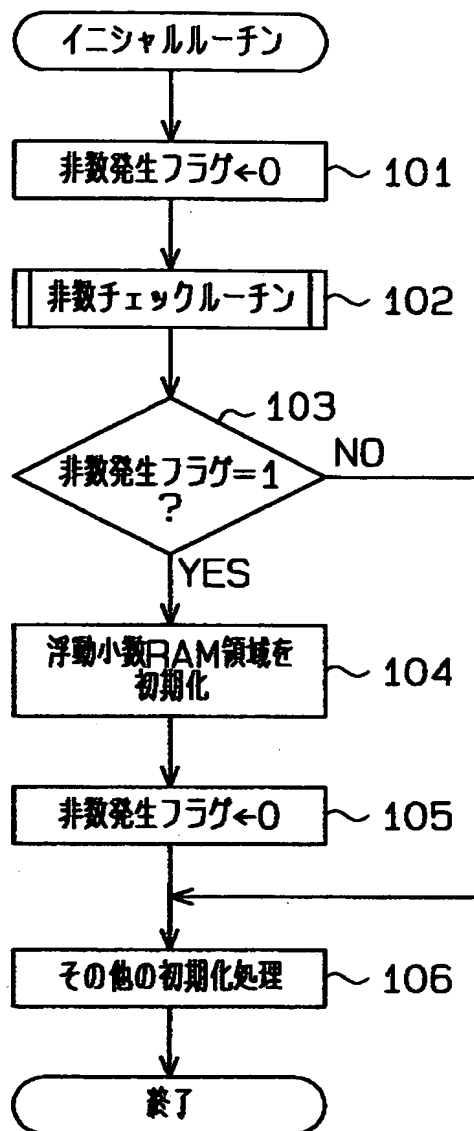 イニシャルルーチン
非数発生フラグ←0
101
非数チェックルーチン
102
103
非数発生フラグ=1
?
NO
YES
浮動小数RAM領域を
初期化
104
非数発生フラグ←0
105
その他の初期化処理
106
終了